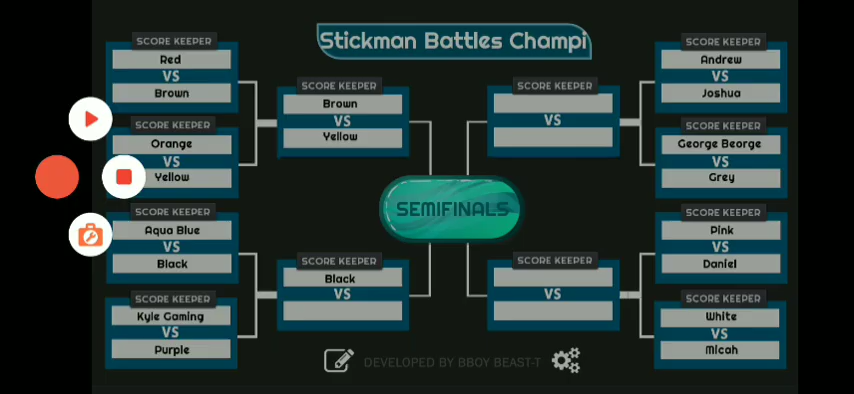 Stickman Battles Champi
SCORE KEEPER
Red
VS
Brown
SCORE KEEPER
Orange
VS
Yellow
SCORE KEEPER
Aqua Blue
VS
Black
SCORE KEEPER
Kyle Gaming
VS
Purple
SCORE KEEPER
Brown
VS
Yellow
SCORE KEEPER
Black
VS
SEMIFINALS
SCORE KEEPER
VS
SCORE KEEPER
VS
SCORE KEEPER
Andrew
VS
Joshua
SCORE KEEPER
George Beorge
VS
Grey
SCORE KEEPER
Pink
VS
Daniel
SCORE KEEPER
White
VS
Micah
DEVELOPED BY BBOY BEAST-T